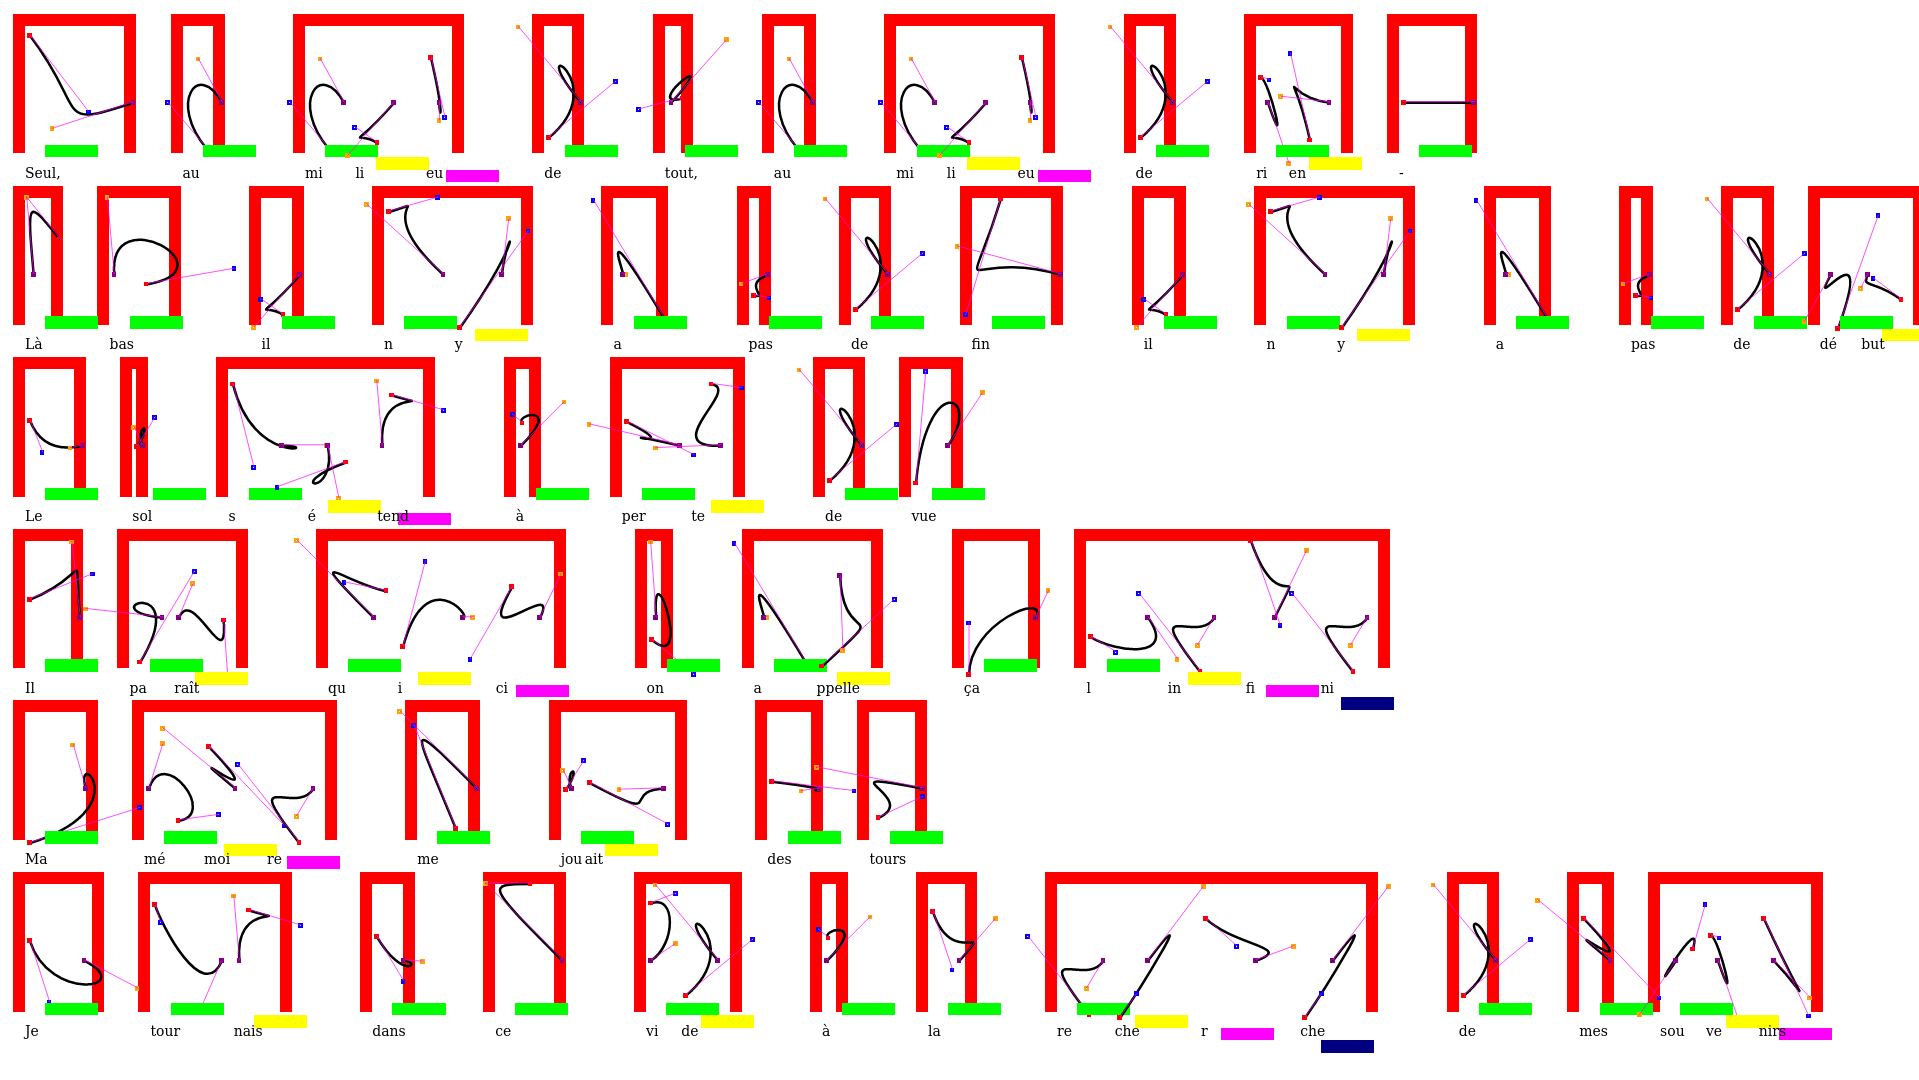 Seul, au mi li eu de tout, au mi li eu de ri en -
Là bas il n y a pas de fin il n y a pas de dé but
Le sol s é tend à per te de vue
Il pa raît qu i ci on a ppelle ça l in fi ni
Ma mé moi re me jou ait des tours
Je tour nais dans ce vi de à la re che r che de mes sou ve nirs